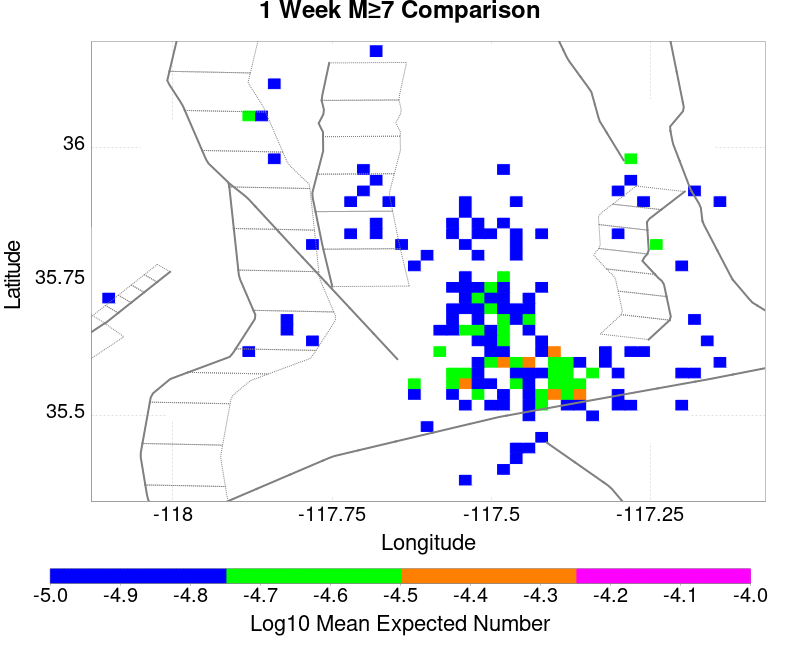 1 Week M≥7 Comparison
36
35.75
35.5
Latitude
-118 -117.75 -117.5 -117.25
Longitude
-5.0 -4.9 -4.8 -4.7 -4.6 -4.5 -4.4 -4.3 -4.2 -4.1 -4.0
Log10 Mean Expected Number